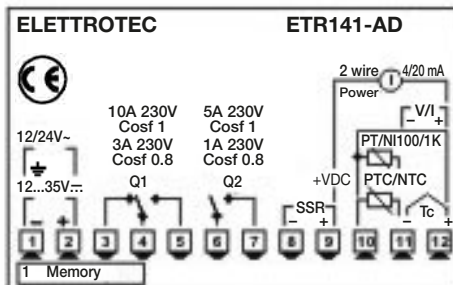 ELETTROTEC ETR141-AD
CE
2 wire
Power
I
4/20 mA
10A 230V
Cosf 1
3A 230V
Cosf 0.8
5A 230V
Cosf 1
1A 230V
Cosf 0.8
V/I
– +
12/24V~
PT/NI100/1K
12...35V⎓
Q1
Q2
+VDC
PTC/NTC
SSR
– +
– +
– Tc +
1 2 3 4 5 6 7 8 9 10 11 12
1 Memory